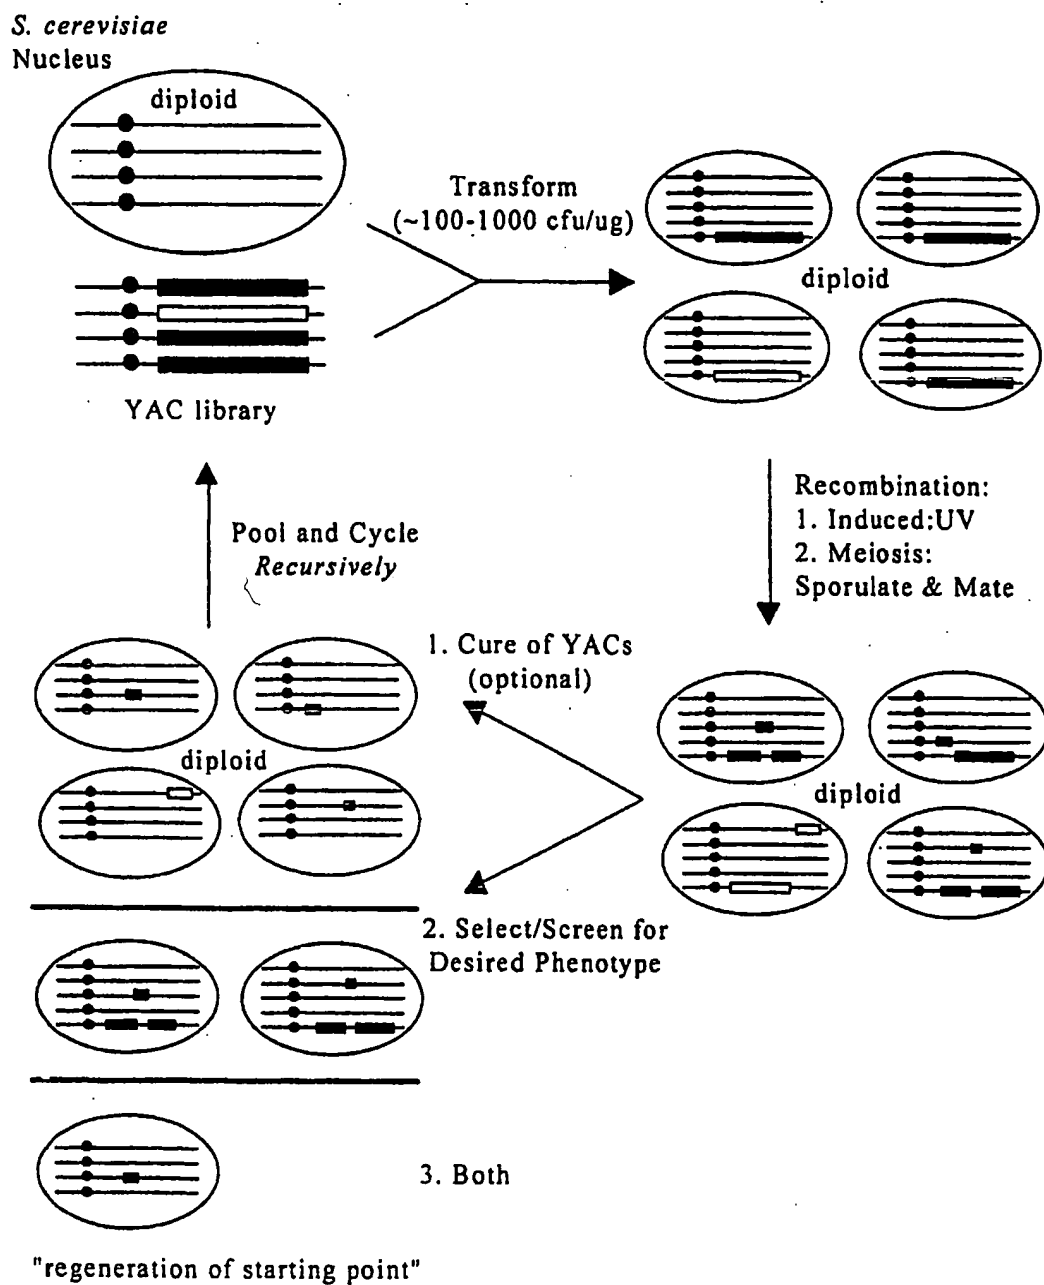 S. cerevisiae
Nucleus
diploid
Transform
(~100-1000 cfu/ug)
diploid
YAC library
Recombination:
1. Induced:UV
2. Meiosis:
Sporulate & Mate
Pool and Cycle
Recursively
1. Cure of YACs
(optional)
diploid
diploid
2. Select/Screen for
Desired Phenotype
3. Both
"regeneration of starting point"